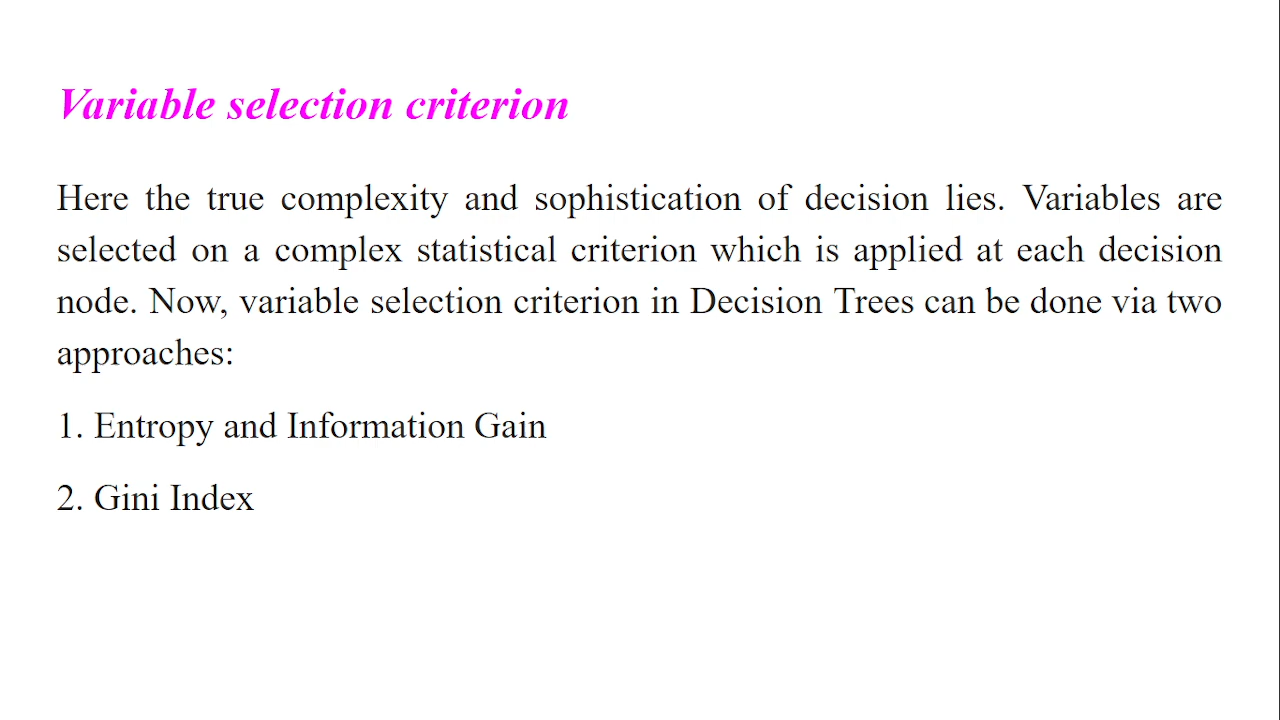 Variable selection criterion
Here the true complexity and sophistication of decision lies. Variables are
selected on a complex statistical criterion which is applied at each decision
node. Now, variable selection criterion in Decision Trees can be done via two
approaches:
1. Entropy and Information Gain
2. Gini Index